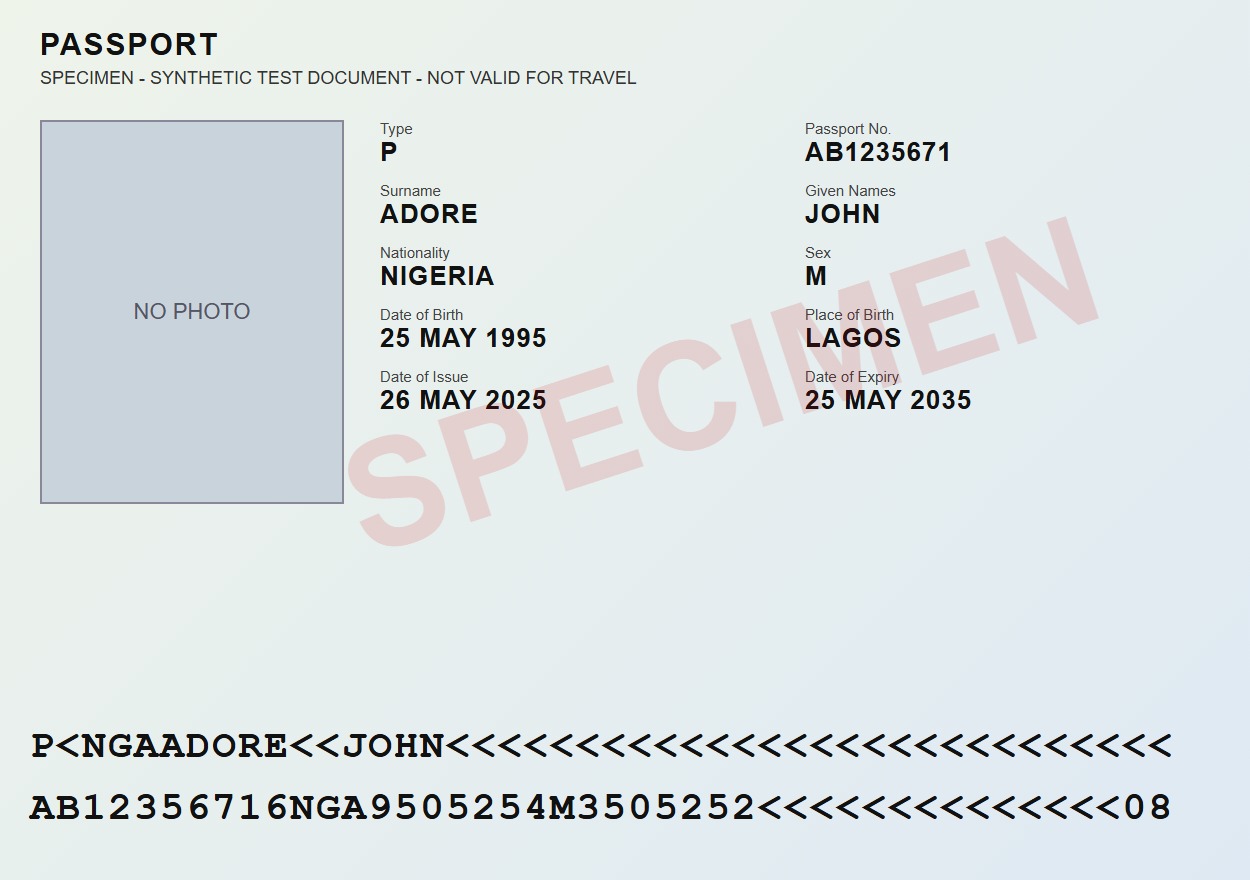 PASSPORT
SPECIMEN - SYNTHETIC TEST DOCUMENT - NOT VALID FOR TRAVEL
NO PHOTO
Type
P
Passport No.
AB1235671
Surname
ADORE
Given Names
JOHN
Nationality
NIGERIA
Sex
M
Date of Birth
25 MAY 1995
Place of Birth
LAGOS
Date of Issue
26 MAY 2025
Date of Expiry
25 MAY 2035
SPECIMEN
P<NGAADORE<<JOHN<<<<<<<<<<<<<<<<<<<<<<<<<<<<
AB12356716NGA9505254M3505252<<<<<<<<<<<<<<08